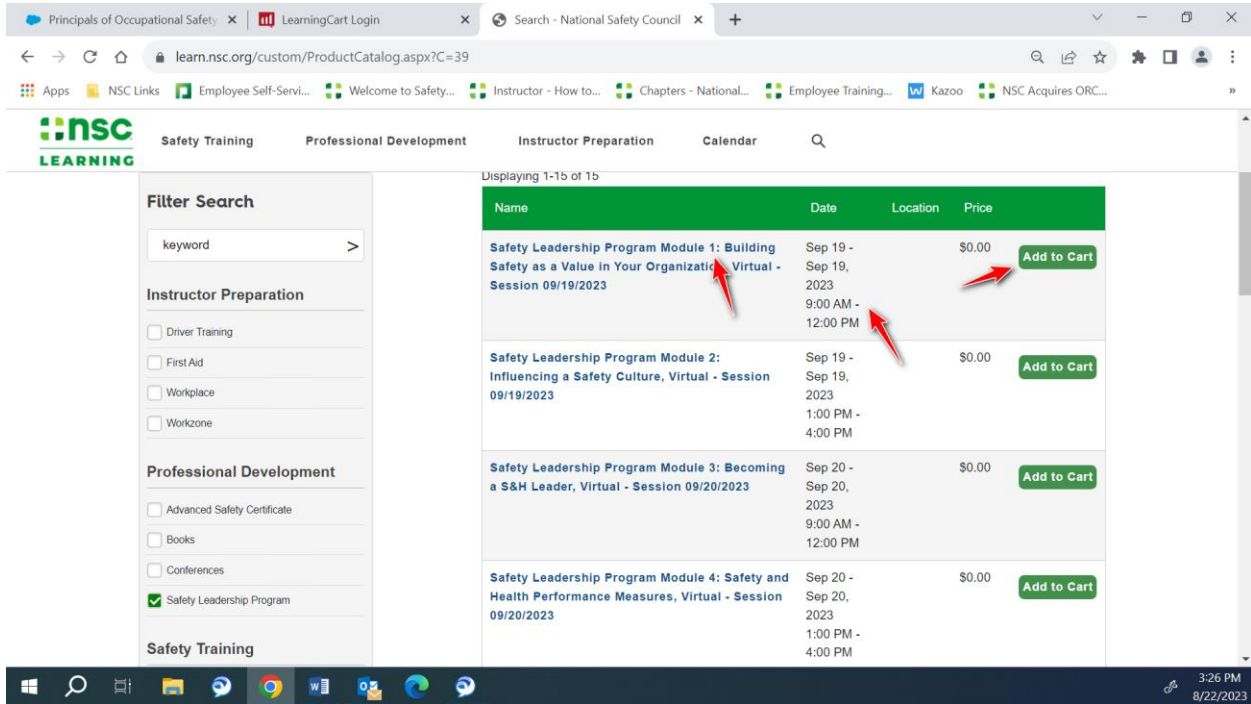 Principals of Occupational Safety
LearningCart Login
Search - National Safety Council
learn.nsc.org/custom/ProductCatalog.aspx?C=39
Apps
NSC Links
Employee Self-Servi...
Welcome to Safety...
Instructor - How to...
Chapters - National...
Employee Training...
Kazoo
NSC Acquires ORC...
nsc
LEARNING
Safety Training
Professional Development
Instructor Preparation
Calendar
Filter Search
keyword
Instructor Preparation
Driver Training
First Aid
Workplace
Workzone
Professional Development
Advanced Safety Certificate
Books
Conferences
Safety Leadership Program
Safety Training
Displaying 1-15 of 15
Name Date Location Price
Safety Leadership Program Module 1: Building
Safety as a Value in Your Organization, Virtual -
Session 09/19/2023
Sep 19 -
Sep 19,
2023
9:00 AM -
12:00 PM
$0.00
Add to Cart
Safety Leadership Program Module 2:
Influencing a Safety Culture, Virtual - Session
09/19/2023
Sep 19 -
Sep 19,
2023
1:00 PM -
4:00 PM
$0.00
Add to Cart
Safety Leadership Program Module 3: Becoming
a S&H Leader, Virtual - Session 09/20/2023
Sep 20 -
Sep 20,
2023
9:00 AM -
12:00 PM
$0.00
Add to Cart
Safety Leadership Program Module 4: Safety and
Health Performance Measures, Virtual - Session
09/20/2023
Sep 20 -
Sep 20,
2023
1:00 PM -
4:00 PM
$0.00
Add to Cart
3:26 PM
8/22/2023